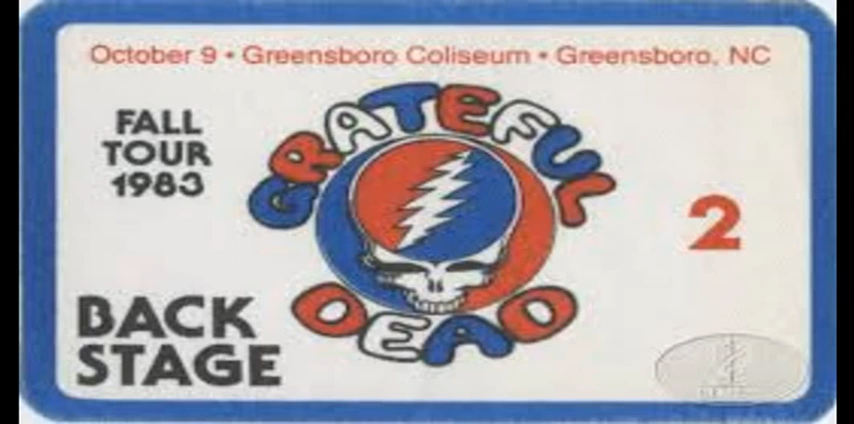 October 9 • Greensboro Coliseum • Greensboro, NC
FALL
TOUR
1983
GRATEFUL
DEAD
2
BACK
STAGE